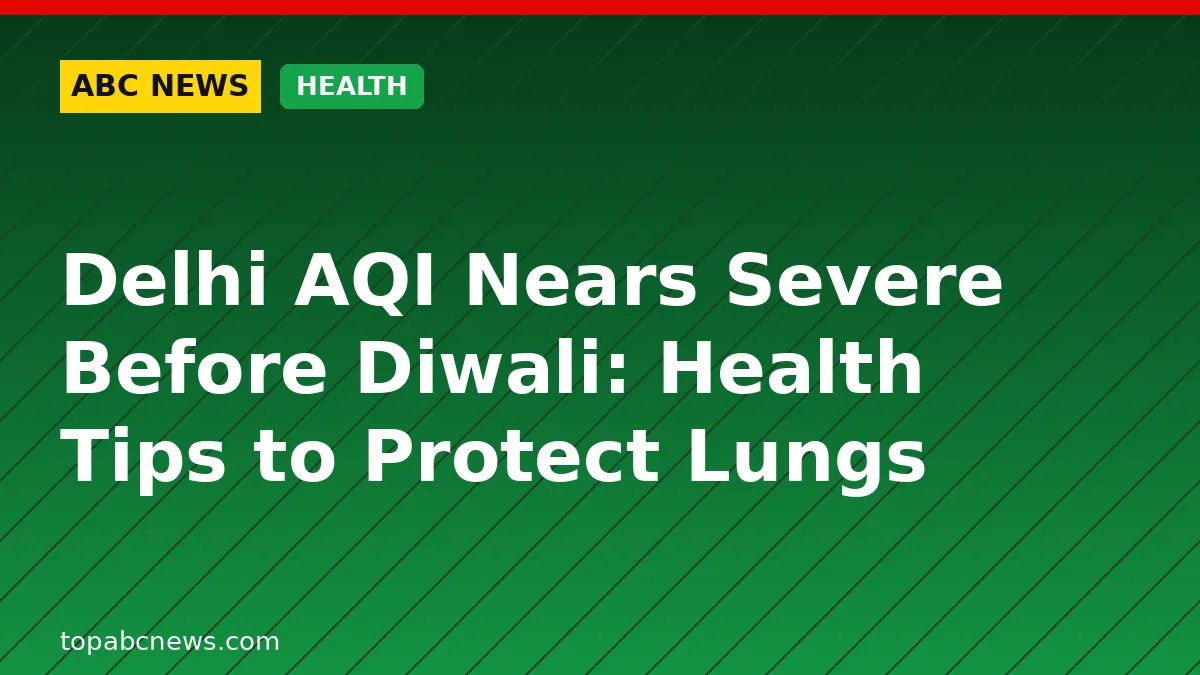 ABC NEWS
HEALTH
Delhi AQI Nears Severe
Before Diwali: Health
Tips to Protect Lungs
topabcnews.com